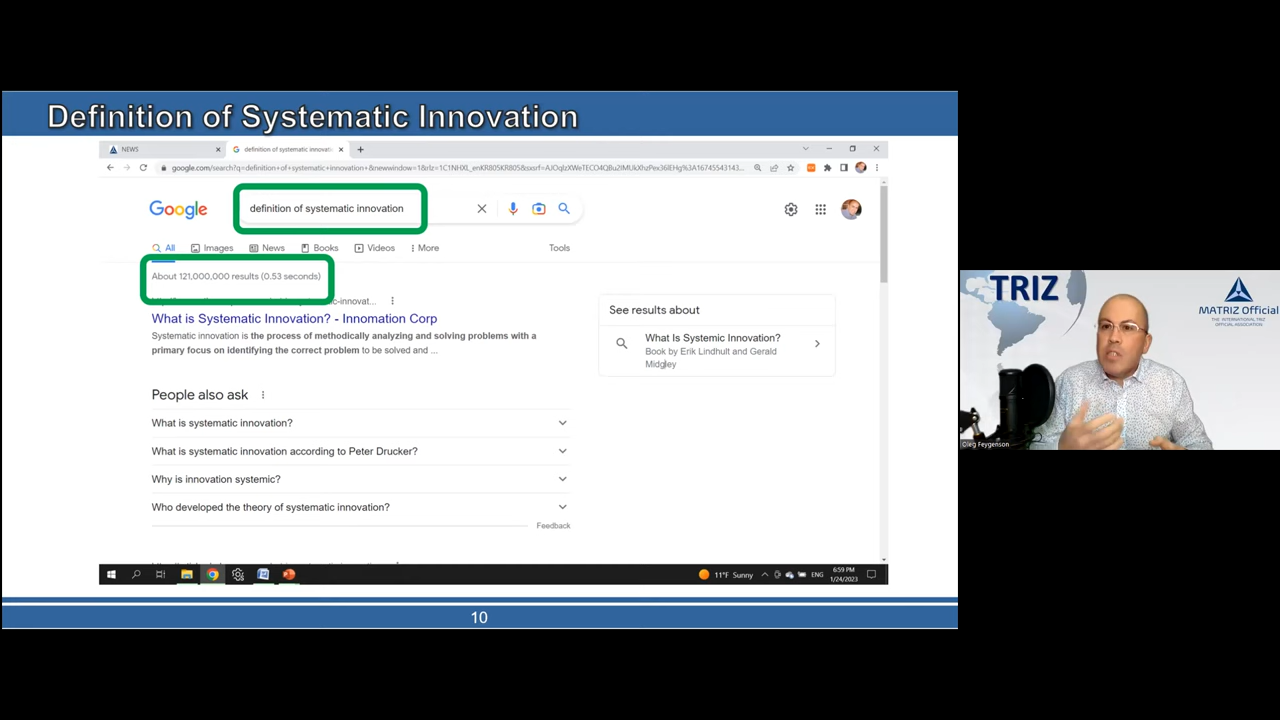 Definition of Systematic Innovation
NEWS
definition of systematic innovation
Google
definition of systematic innovation
All
Images
News
Books
Videos
More
Tools
About 121,000,000 results (0.53 seconds)
What is Systematic Innovation? - Innomation Corp
Systematic innovation is the process of methodically analyzing and solving problems with a
primary focus on identifying the correct problem to be solved and ...
See results about
What Is Systemic Innovation?
Book by Erik Lindhult and Gerald
Midgley
People also ask
What is systematic innovation?
What is systematic innovation according to Peter Drucker?
Why is innovation systemic?
Who developed the theory of systematic innovation?
Feedback
11°F Sunny
ENG
6:59 PM
1/24/2023
10
TRIZ
MATRIZ Official
THE INTERNATIONAL TRIZ
OFFICIAL ASSOCIATION
Oleg Feygenson